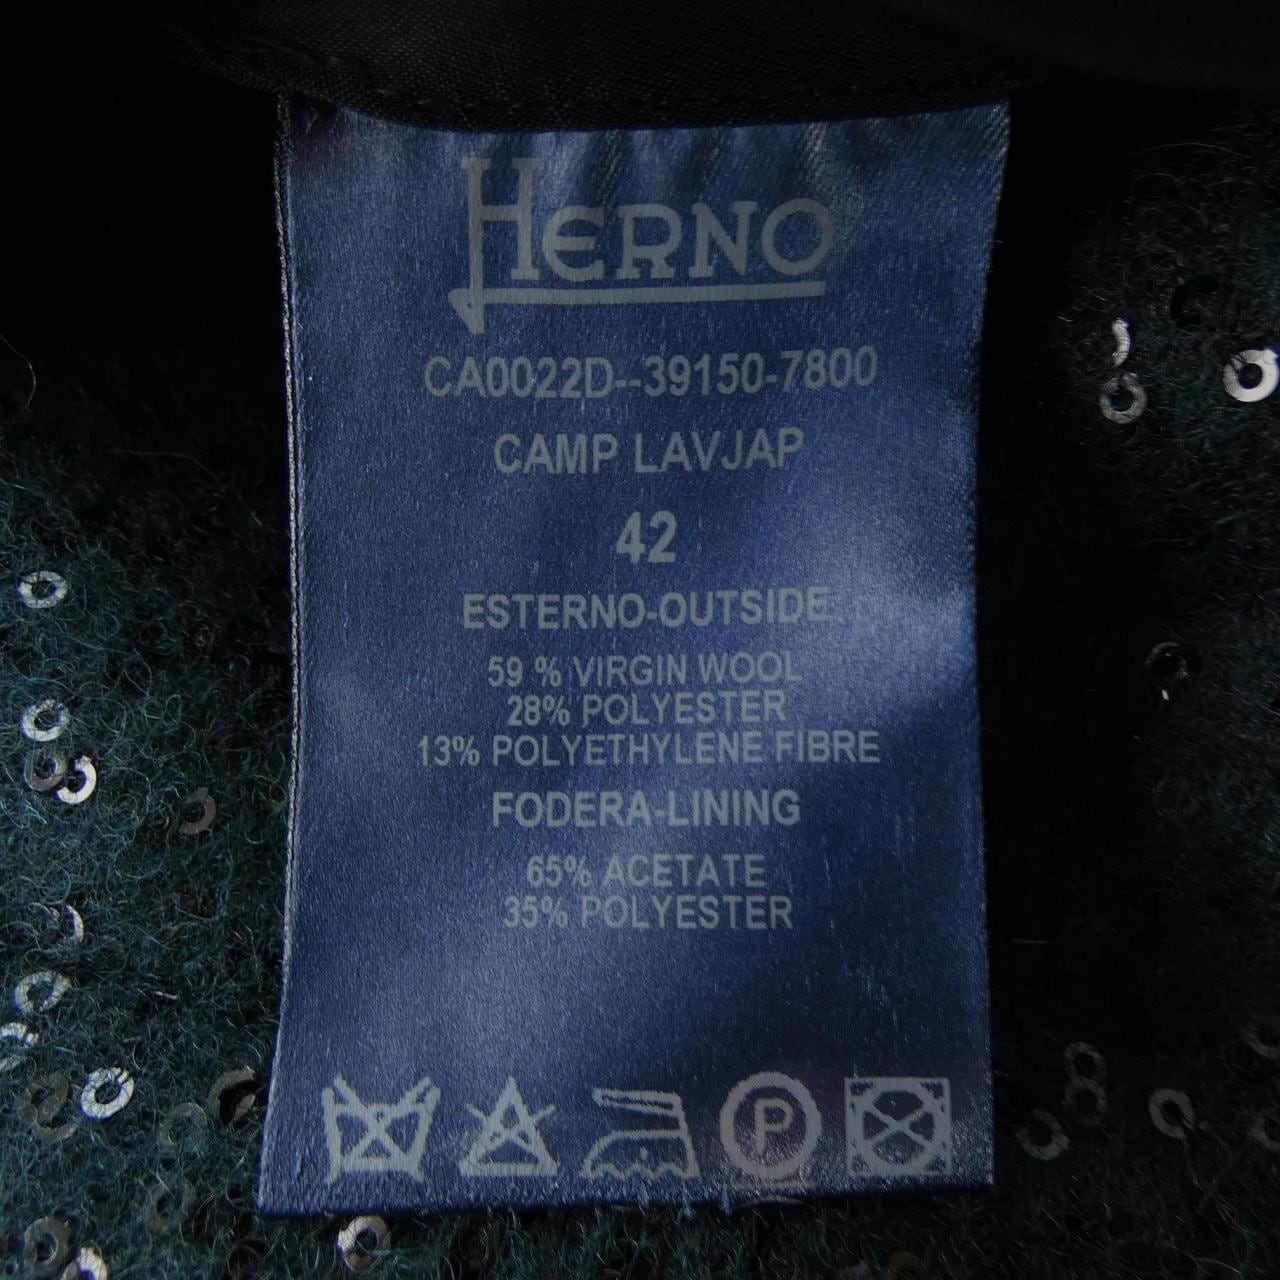 HERNO
CA0022D--39150-7800
CAMP LAVJAP
42
ESTERNO-OUTSIDE
59 % VIRGIN WOOL
28% POLYESTER
13% POLYETHYLENE FIBRE
FODERA-LINING
65% ACETATE
35% POLYESTER
P